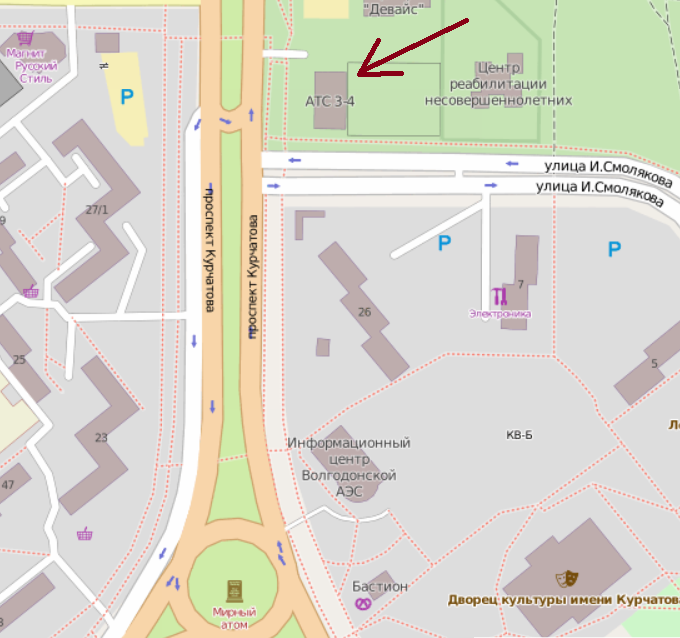 "Девайс"
Магнит
Русский
Стиль
P
АТС 3-4
Центр
реабилитации
несовершеннолетних
улица И.Смолякова
улица И.Смолякова
27/1
9
проспект Курчатова
проспект Курчатова
P
P
7
Электроника
26
25
5
23
КВ-Б
Информационный
центр
Волгодонской
АЭС
47
Бастион
Мирный
атом
Дворец культуры имени Курчатова